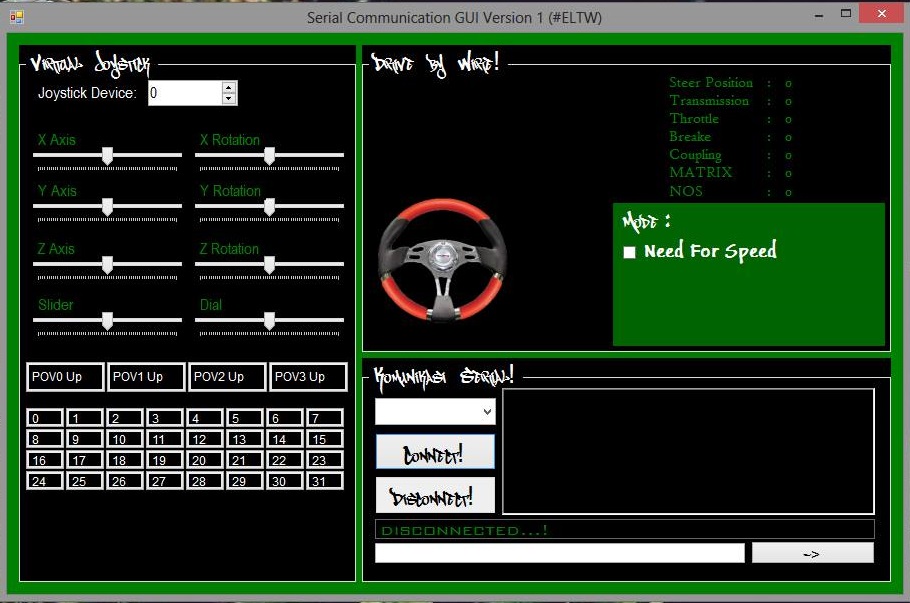 Serial Communication GUI Version 1 (#ELTW)
Virtual Joystick
Joystick Device: 0
X Axis X Rotation
Y Axis Y Rotation
Z Axis Z Rotation
Slider Dial
POV0 Up POV1 Up POV2 Up POV3 Up
0 1 2 3 4 5 6 7
8 9 10 11 12 13 14 15
16 17 18 19 20 21 22 23
24 25 26 27 28 29 30 31
Drive by Wire!
Steer Position : 0
Transmission : 0
Throttle : 0
Breake : 0
Coupling : 0
MATRIX : 0
NOS : 0
Mode :
Need For Speed
Komunikasi Serial!
Connect!
Disconnect!
DISCONNECTED...!
-->